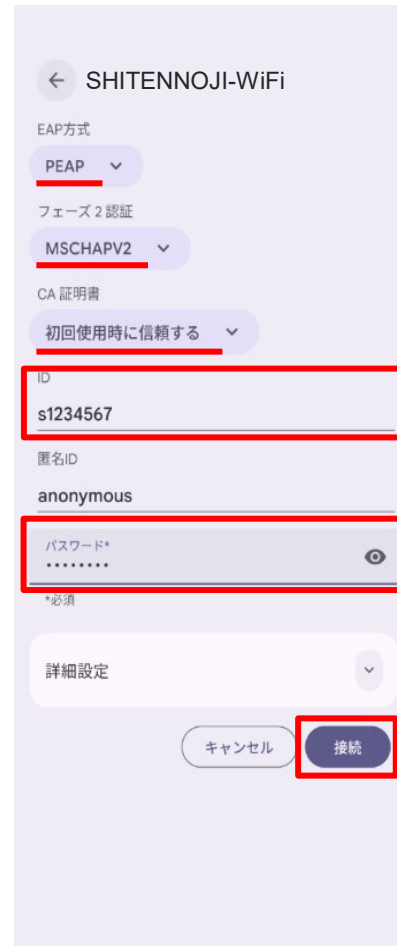 SHITENNOJI-WiFi
EAP方式
PEAP
フェーズ 2 認証
MSCHAPV2
CA 証明書
初回使用時に信頼する
ID
s1234567
匿名ID
anonymous
パスワード*
••••••••
*必須
詳細設定
キャンセル 接続